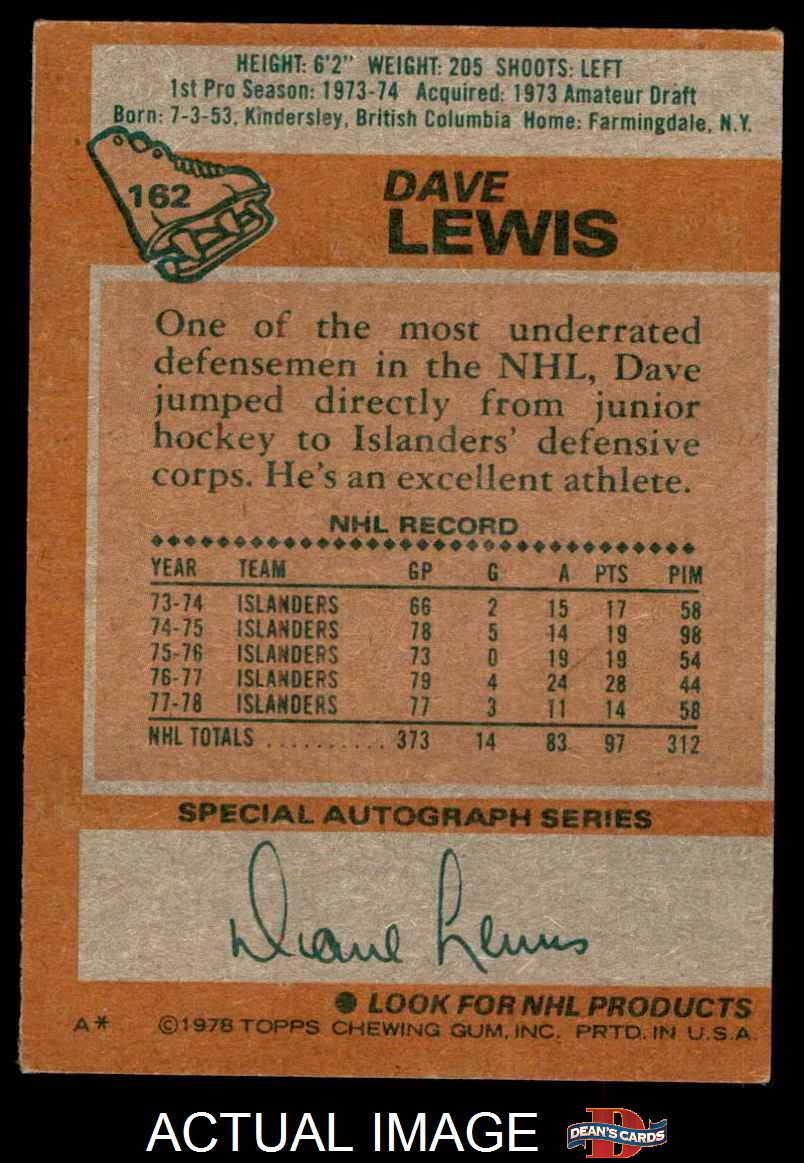 HEIGHT: 6'2" WEIGHT: 205 SHOOTS: LEFT
1st Pro Season: 1973-74 Acquired: 1973 Amateur Draft
Born: 7-3-53, Kindersley, British Columbia Home: Farmingdale, N.Y.
162
DAVE
LEWIS
One of the most underrated
defensemen in the NHL, Dave
jumped directly from junior
hockey to Islanders' defensive
corps. He's an excellent athlete.
NHL RECORD
YEAR TEAM GP G A PTS PIM
73-74 ISLANDERS 66 2 15 17 58
74-75 ISLANDERS 78 5 14 19 98
75-76 ISLANDERS 73 0 19 19 54
76-77 ISLANDERS 79 4 24 28 44
77-78 ISLANDERS 77 3 11 14 58
NHL TOTALS .......... 373 14 83 97 312
SPECIAL AUTOGRAPH SERIES
Diane Lewis
● LOOK FOR NHL PRODUCTS
A* ©1978 TOPPS CHEWING GUM, INC. PRTD. IN U.S.A.
ACTUAL IMAGE
D
DEAN'S CARDS